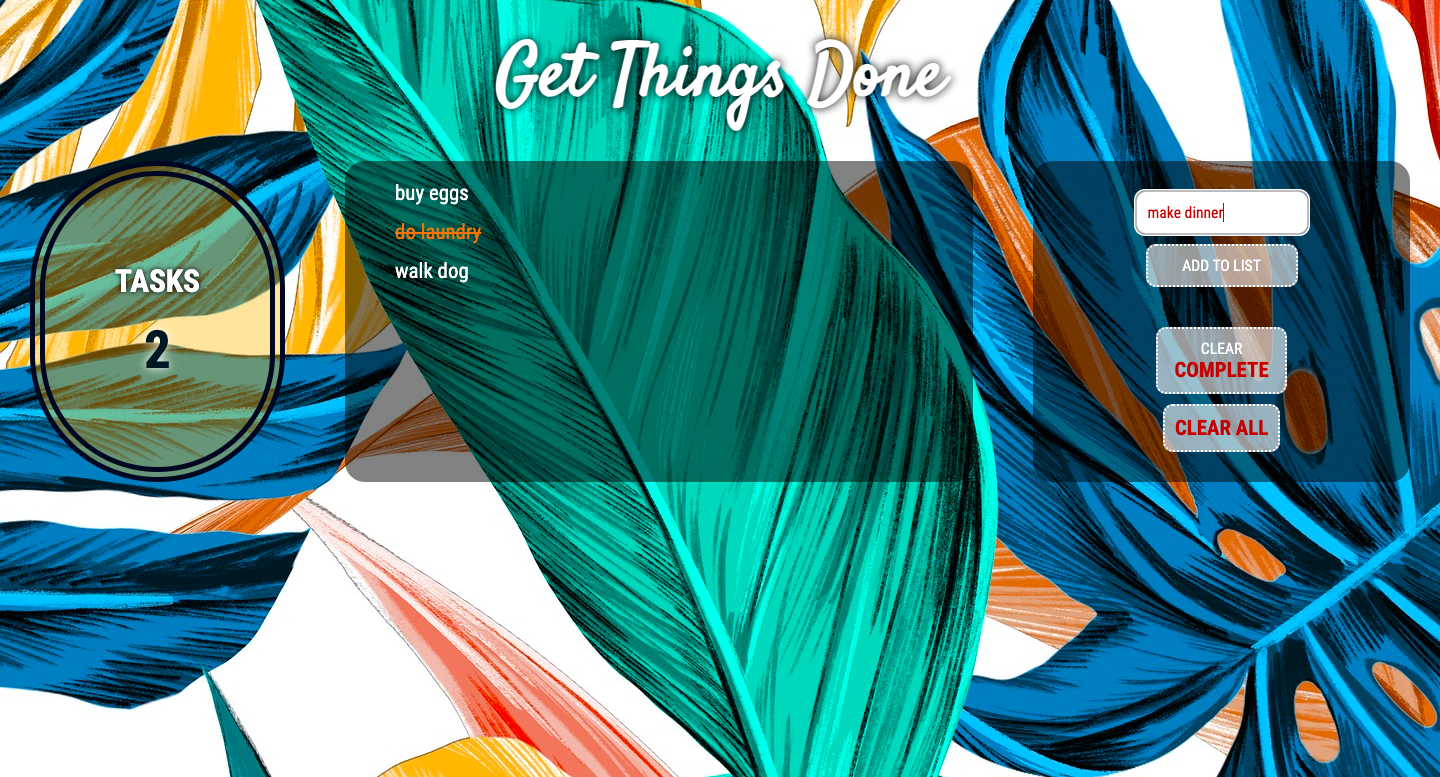 Get Things Done
TASKS
2
buy eggs
do laundry
walk dog
make dinner
ADD TO LIST
CLEAR
COMPLETE
CLEAR ALL